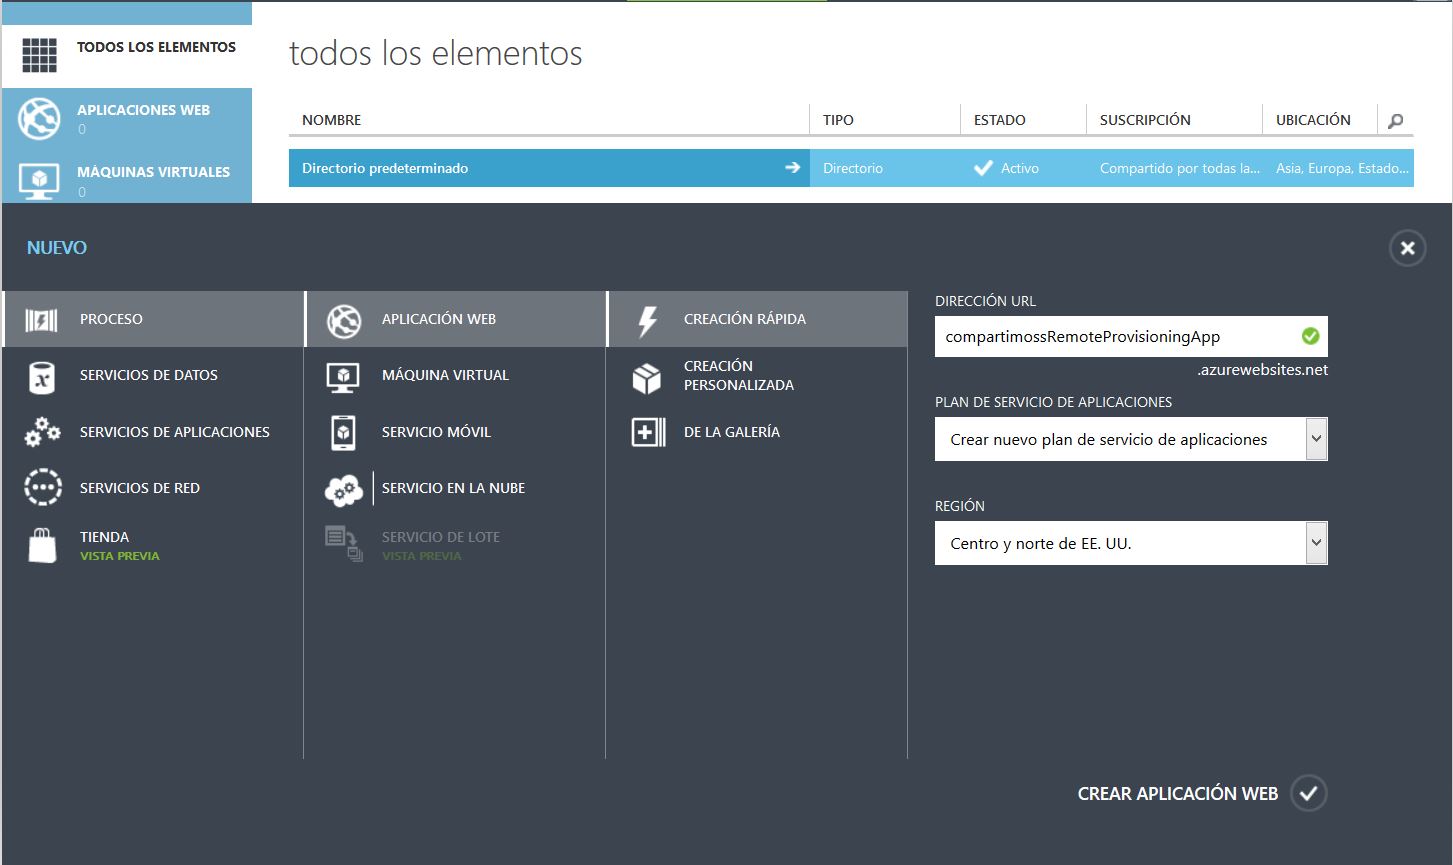 TODOS LOS ELEMENTOS
APLICACIONES WEB
0
MÁQUINAS VIRTUALES
0
todos los elementos
NOMBRE TIPO ESTADO SUSCRIPCIÓN UBICACIÓN
Directorio predeterminado Directorio Activo Compartido por todas la... Asia, Europa, Estado...
NUEVO
PROCESO
SERVICIOS DE DATOS
SERVICIOS DE APLICACIONES
SERVICIOS DE RED
TIENDA
VISTA PREVIA
APLICACIÓN WEB
MÁQUINA VIRTUAL
SERVICIO MÓVIL
SERVICIO EN LA NUBE
SERVICIO DE LOTE
VISTA PREVIA
CREACIÓN RÁPIDA
CREACIÓN
PERSONALIZADA
DE LA GALERÍA
DIRECCIÓN URL
compartimossRemoteProvisioningApp
.azurewebsites.net
PLAN DE SERVICIO DE APLICACIONES
Crear nuevo plan de servicio de aplicaciones
REGIÓN
Centro y norte de EE. UU.
CREAR APLICACIÓN WEB